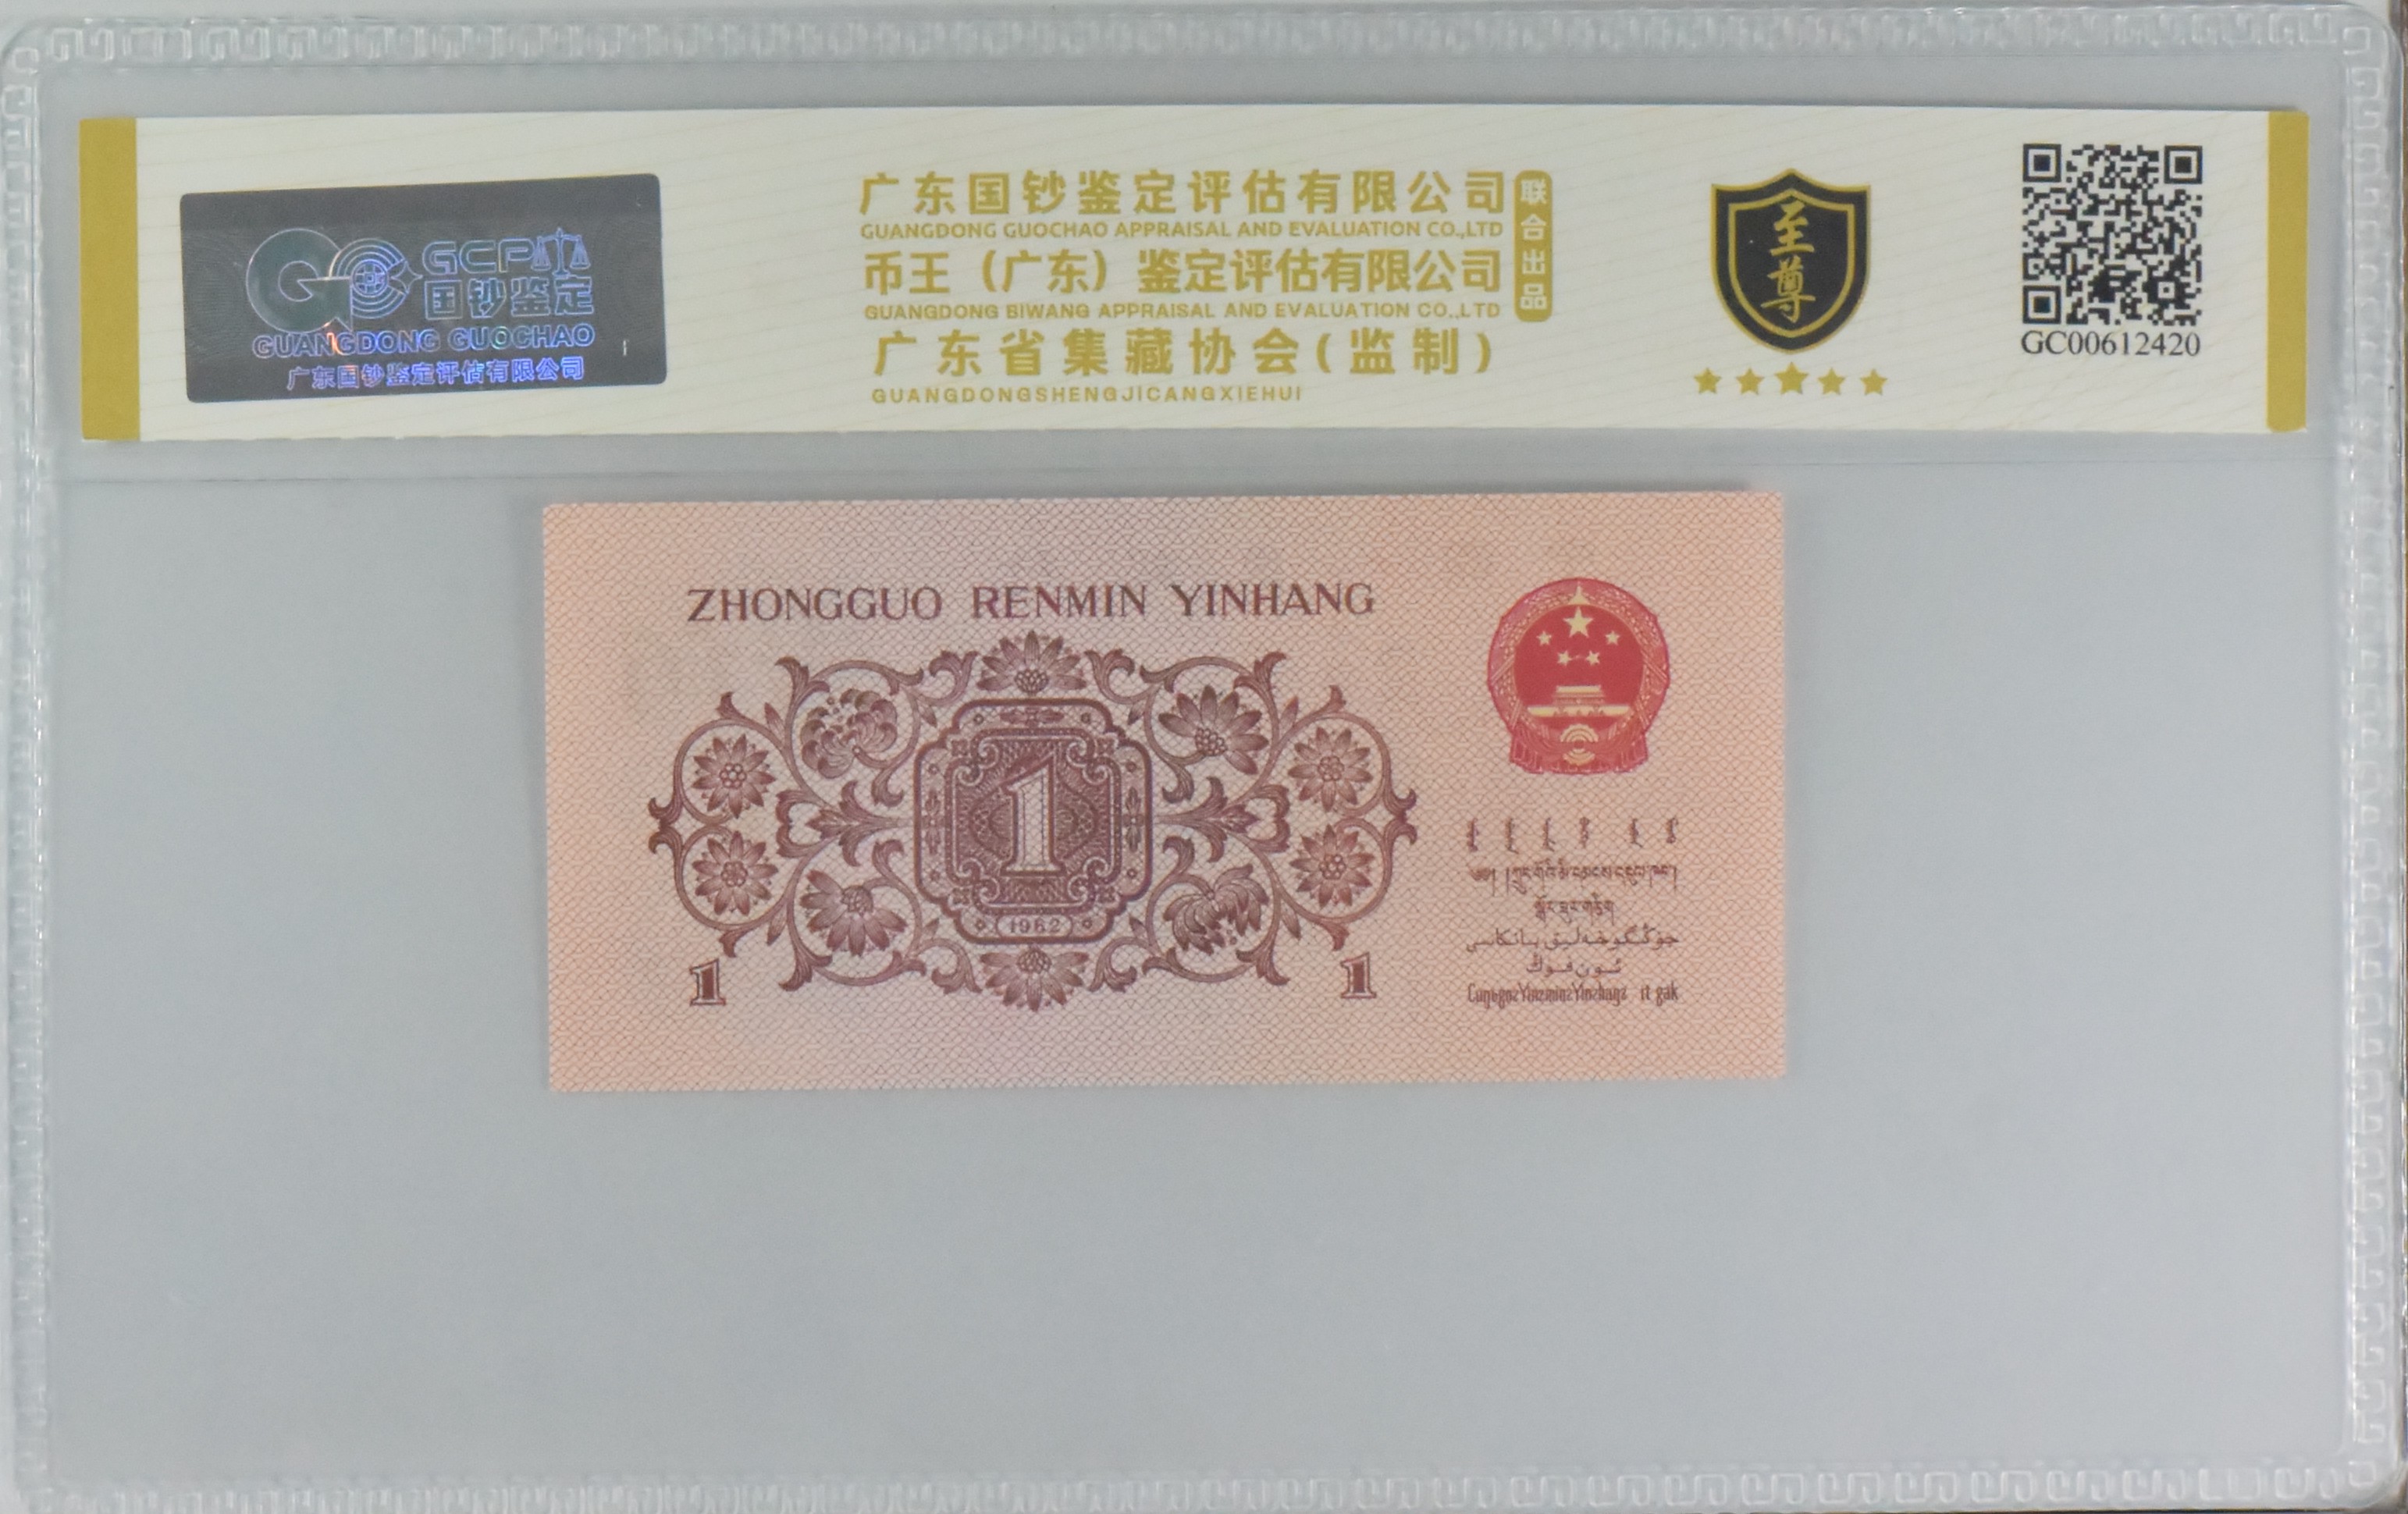 GCP
国钞鉴定
GUANGDONG GUOCHAO
广东国钞鉴定评估有限公司
广东国钞鉴定评估有限公司
GUANGDONG GUOCHAO APPRAISAL AND EVALUATION CO.,LTD
币王（广东）鉴定评估有限公司
GUANGDONG BIWANG APPRAISAL AND EVALUATION CO.,LTD
广东省集藏协会(监制)
GUANGDONGSHENGJICANGXIEHUI
联合出品
至尊
GC00612420
ZHONGGUO RENMIN YINHANG
1
1962
1
1